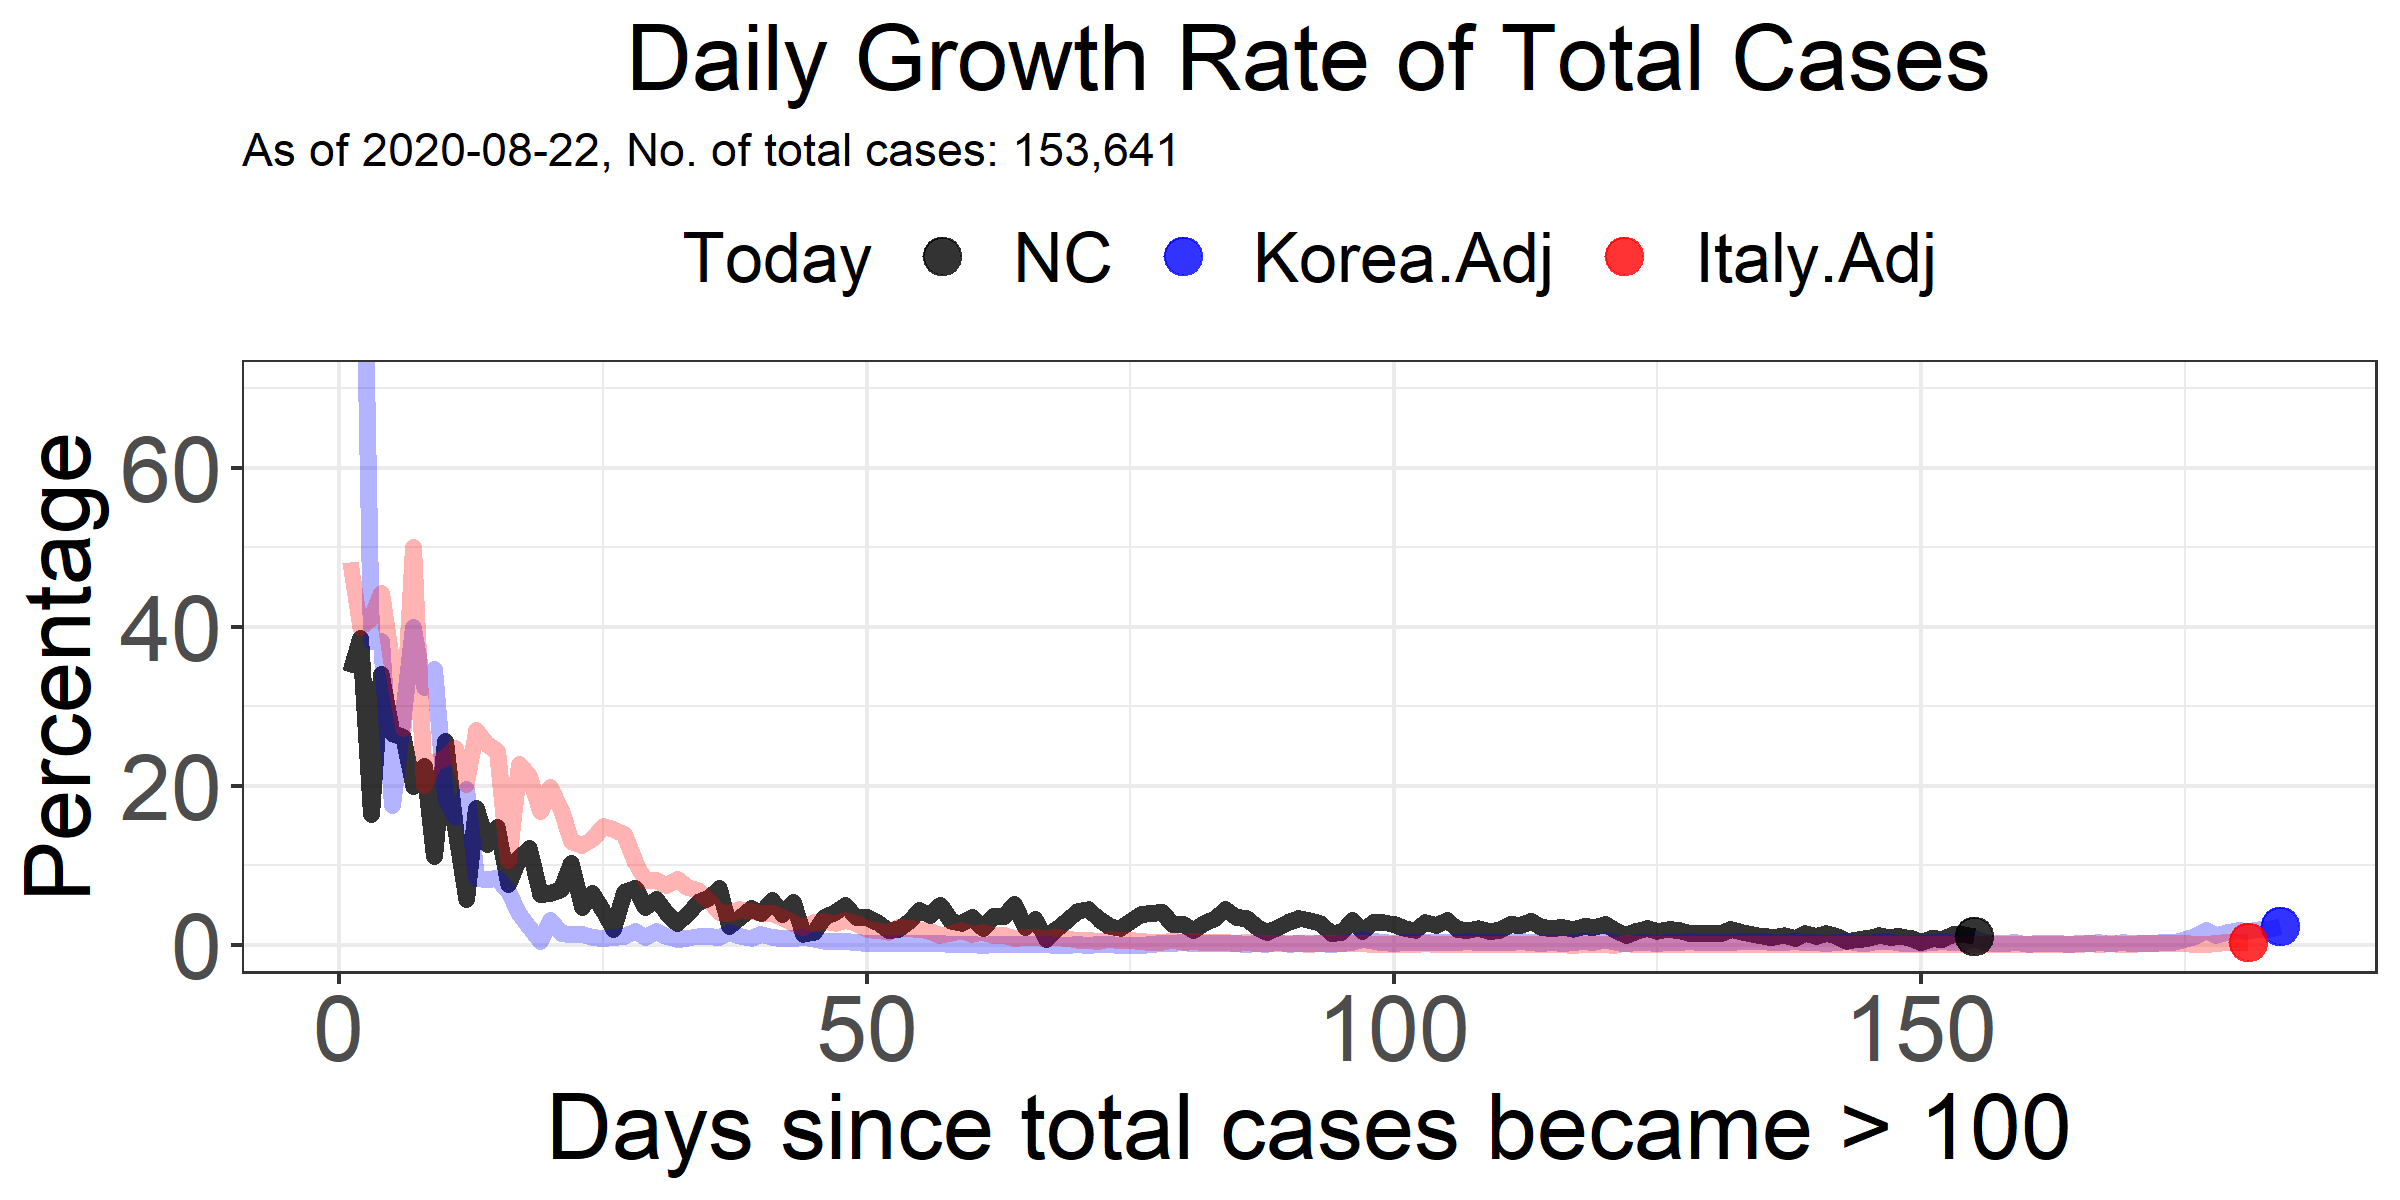 Daily Growth Rate of Total Cases
As of 2020-08-22, No. of total cases: 153,641
Today NC Korea.Adj Italy.Adj
Percentage
60
40
20
0
0 50 100 150
Days since total cases became > 100